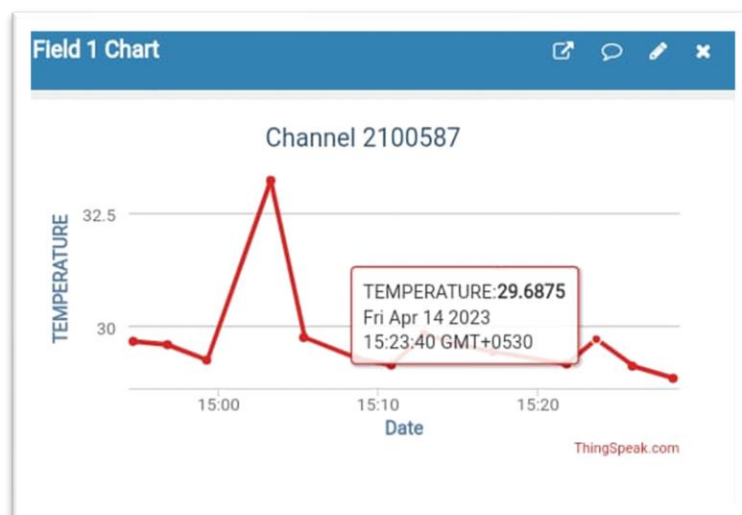 Field 1 Chart
Channel 2100587
TEMPERATURE
32.5
30
TEMPERATURE:29.6875
Fri Apr 14 2023
15:23:40 GMT+0530
15:00
15:10
15:20
Date
ThingSpeak.com